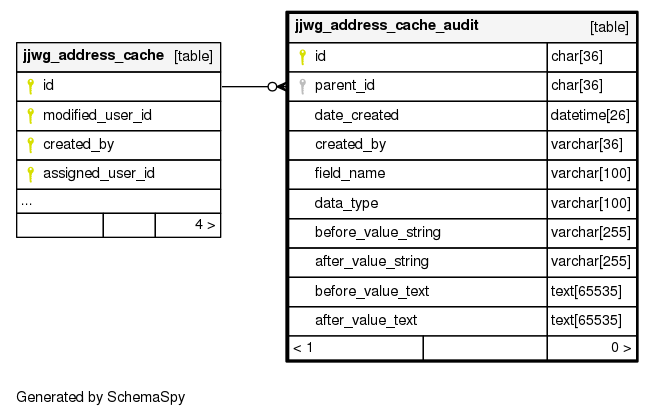 jjwg_address_cache [table]
id
modified_user_id
created_by
assigned_user_id
...
4 >
jjwg_address_cache_audit [table]
id char[36]
parent_id char[36]
date_created datetime[26]
created_by varchar[36]
field_name varchar[100]
data_type varchar[100]
before_value_string varchar[255]
after_value_string varchar[255]
before_value_text text[65535]
after_value_text text[65535]
< 1 0 >
Generated by SchemaSpy